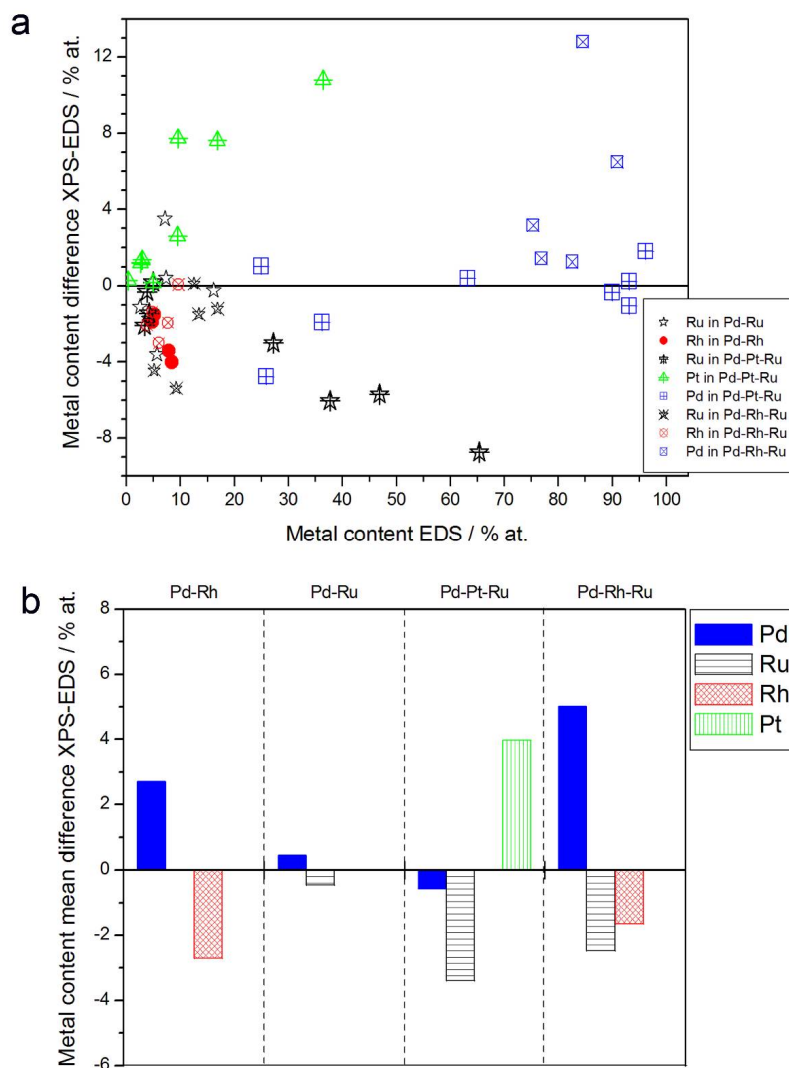 a
Metal content difference XPS-EDS / % at.
12
8
4
0
-4
-8
0 10 20 30 40 50 60 70 80 90 100
Metal content EDS / % at.
Ru in Pd-Ru
Rh in Pd-Rh
Ru in Pd-Pt-Ru
Pt in Pd-Pt-Ru
Pd in Pd-Pt-Ru
Ru in Pd-Rh-Ru
Rh in Pd-Rh-Ru
Pd in Pd-Rh-Ru
b
Pd-Rh Pd-Ru Pd-Pt-Ru Pd-Rh-Ru
Metal content mean difference XPS-EDS / % at.
8
6
4
2
0
-2
-4
-6
Pd
Ru
Rh
Pt